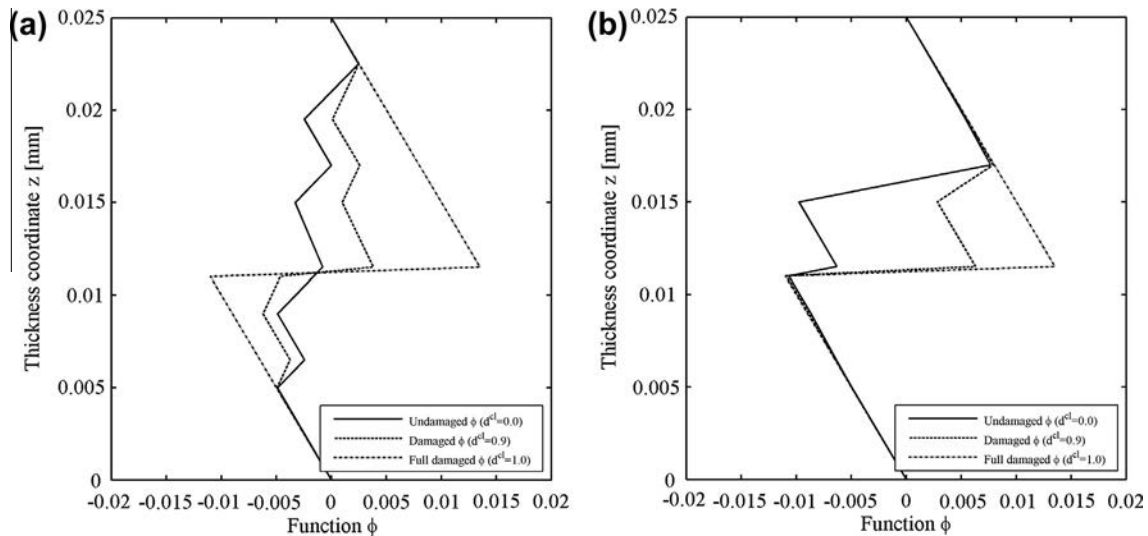 (a)
0.025
0.02
0.015
0.01
0.005
0
Thickness coordinate z [mm]
-0.02 -0.015 -0.01 -0.005 0 0.005 0.01 0.015 0.02
Function ϕ
Undamaged ϕ (d^cl=0.0)
Damaged ϕ (d^cl=0.9)
Full damaged ϕ (d^cl=1.0)
(b)
0.025
0.02
0.015
0.01
0.005
0
Thickness coordinate z [mm]
-0.02 -0.015 -0.01 -0.005 0 0.005 0.01 0.015 0.02
Function ϕ
Undamaged ϕ (d^cl=0.0)
Damaged ϕ (d^cl=0.9)
Full damaged ϕ (d^cl=1.0)